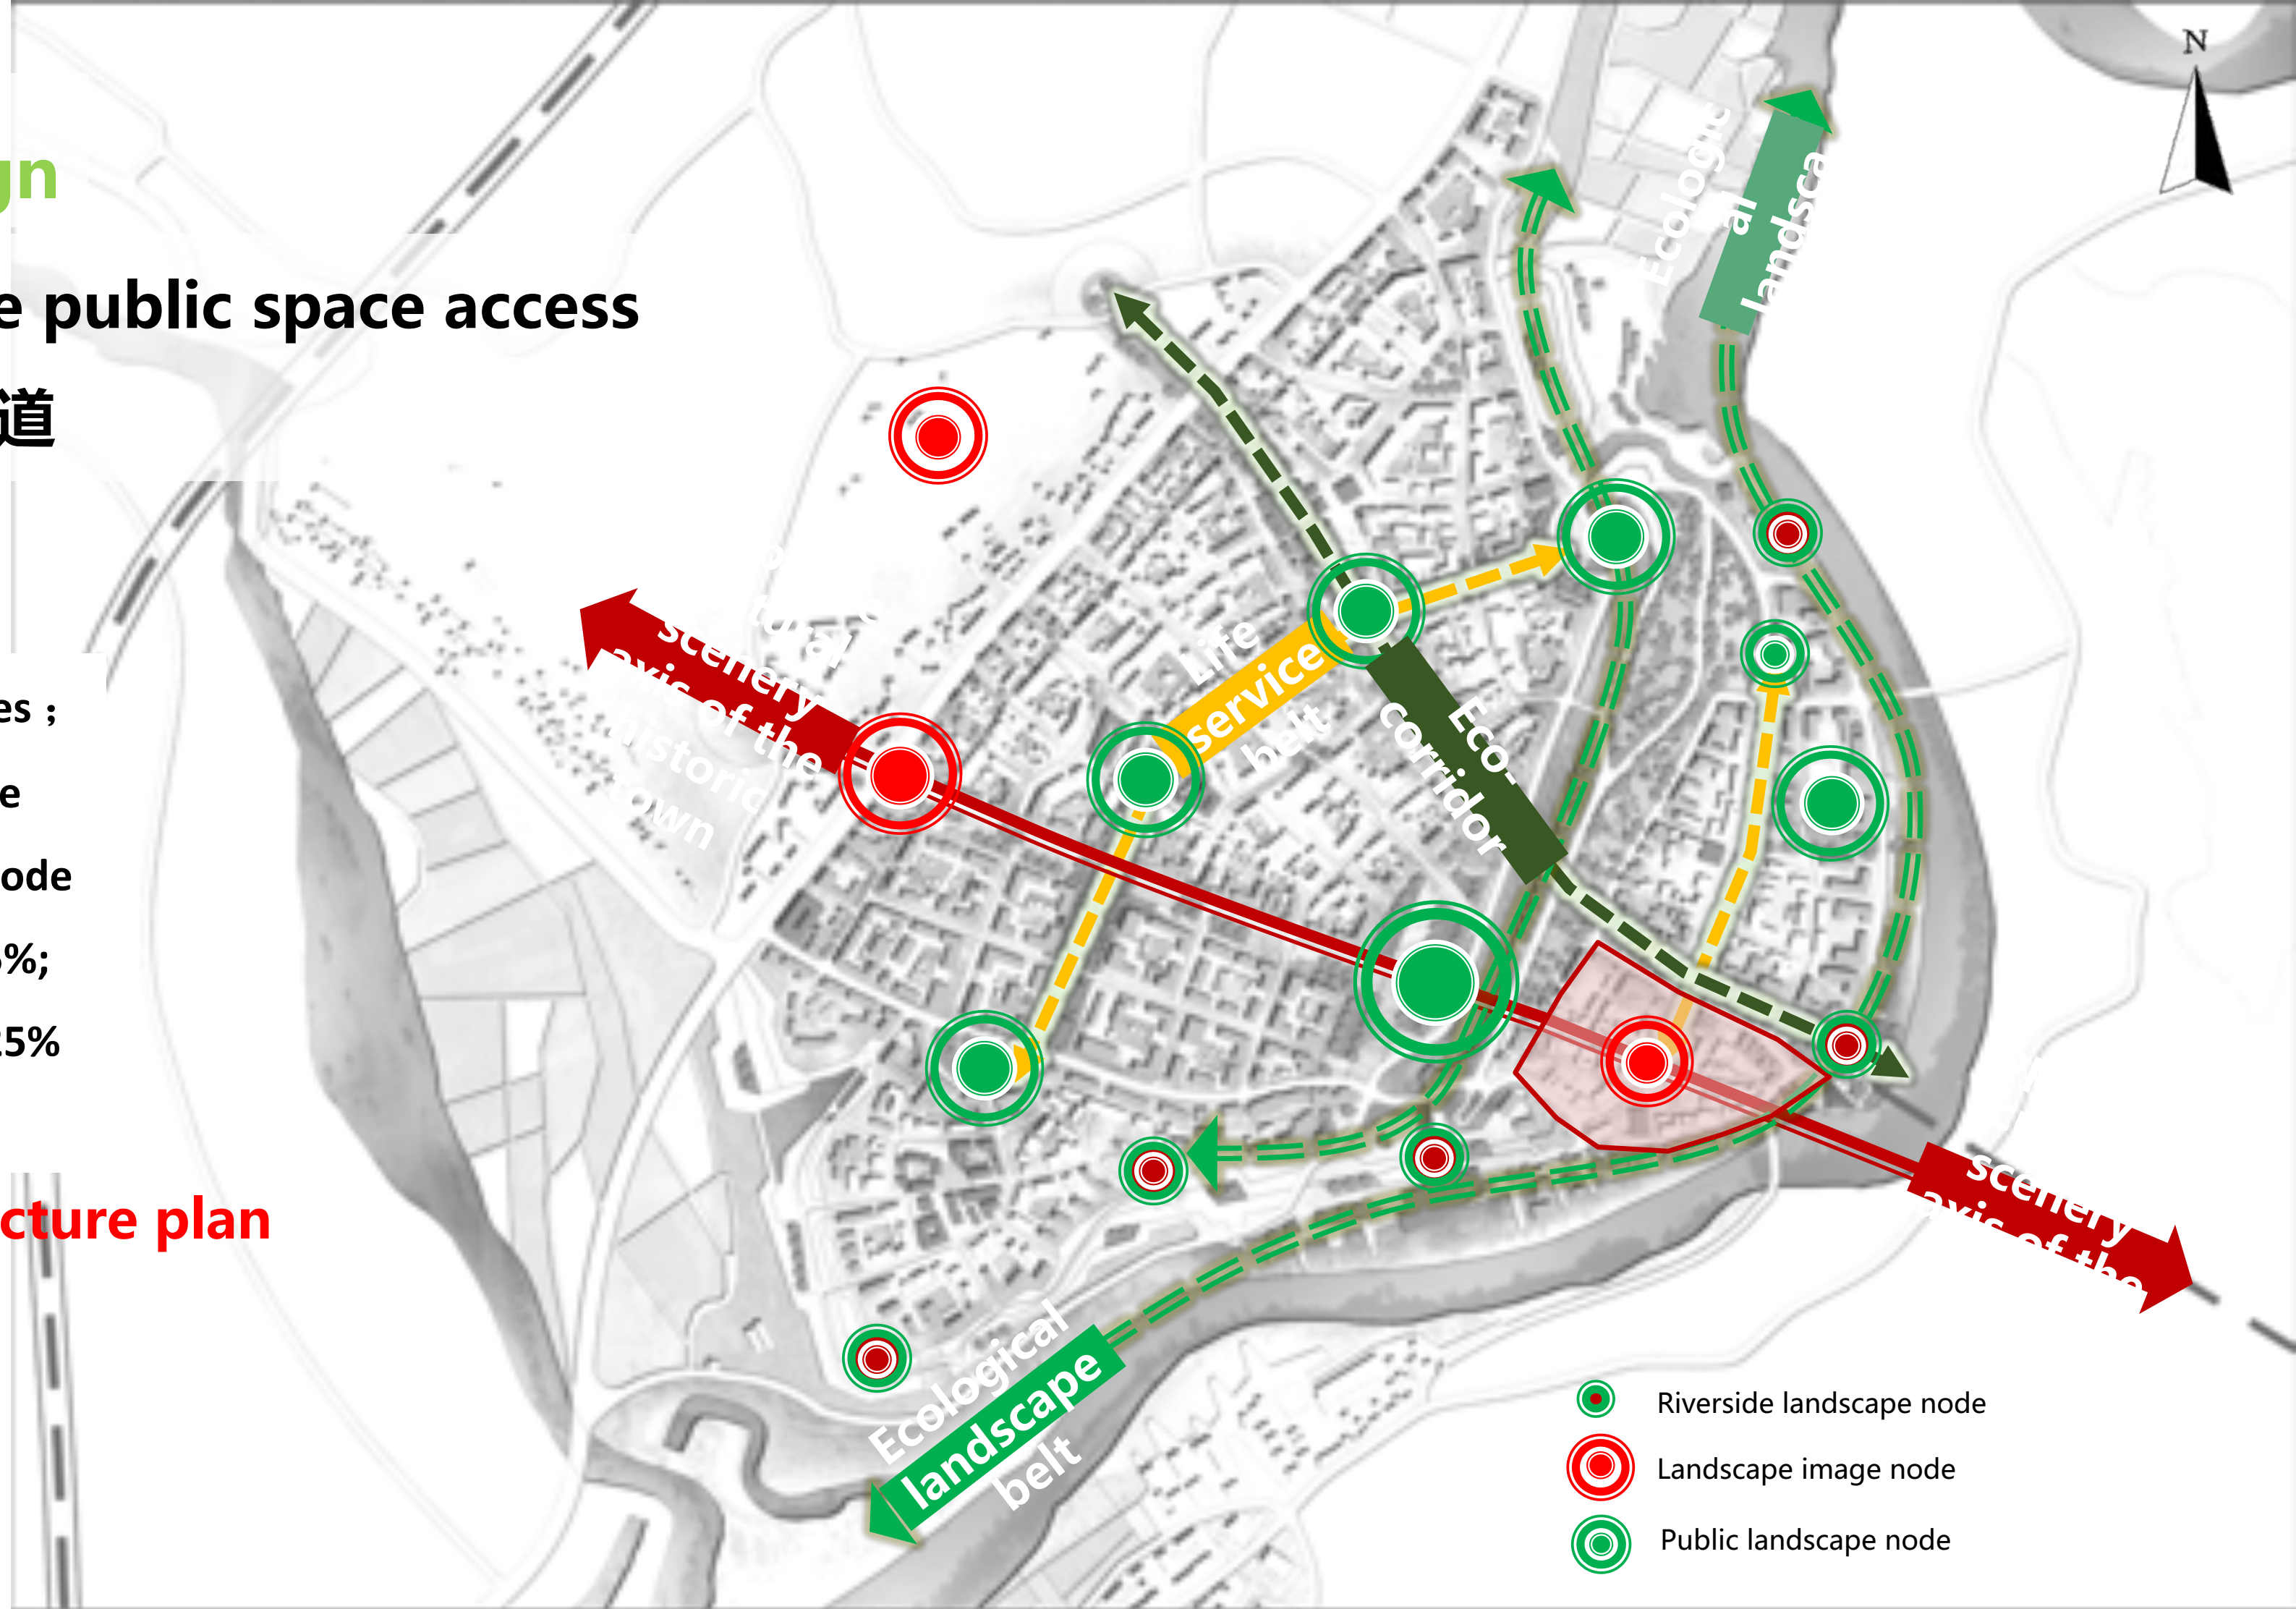 N
gn
e public space access
道
es ;
e
ode
%;
25%
cture plan
Ecologic
al
landsca
Life
service
belt
Eco-
corridor
tural
scenery
axis of the
historic
town
scenery
axis of the
Ecological
landscape
belt
Riverside landscape node
Landscape image node
Public landscape node